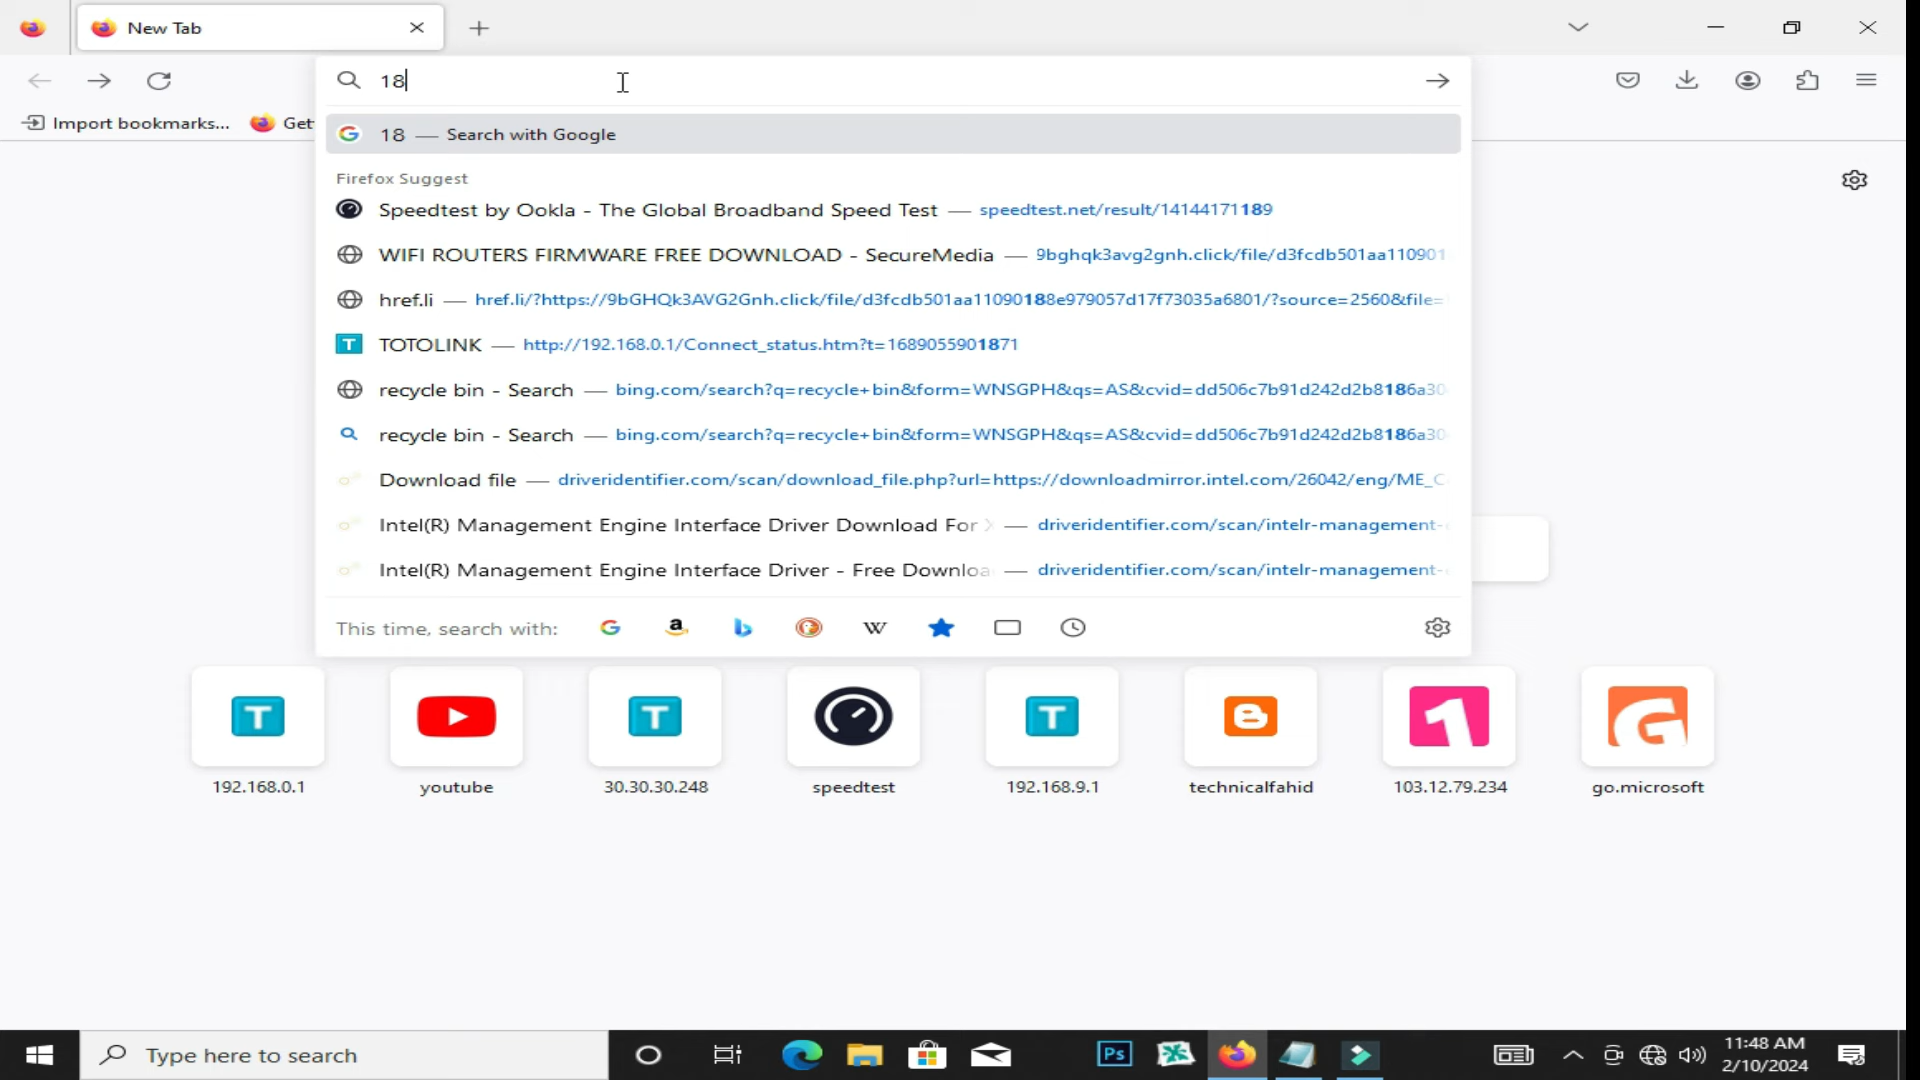 New Tab
18
Import bookmarks...
Get
18 — Search with Google
Firefox Suggest
Speedtest by Ookla - The Global Broadband Speed Test — speedtest.net/result/14144171189
WIFI ROUTERS FIRMWARE FREE DOWNLOAD - SecureMedia — 9bghqk3avg2gnh.click/file/d3fcdb501aa110901
href.li — href.li/?https://9bGHQk3AVG2Gnh.click/file/d3fcdb501aa11090188e979057d17f73035a6801/?source=2560&file=
TOTOLINK — http://192.168.0.1/Connect_status.htm?t=1689055901871
recycle bin - Search — bing.com/search?q=recycle+bin&form=WNSGPH&qs=AS&cvid=dd506c7b91d242d2b8186a30
recycle bin - Search — bing.com/search?q=recycle+bin&form=WNSGPH&qs=AS&cvid=dd506c7b91d242d2b8186a30
Download file — driveridentifier.com/scan/download_file.php?url=https://downloadmirror.intel.com/26042/eng/ME_C
Intel(R) Management Engine Interface Driver Download For — driveridentifier.com/scan/intelr-management-
Intel(R) Management Engine Interface Driver - Free Downloa — driveridentifier.com/scan/intelr-management-
This time, search with:
192.168.0.1
youtube
30.30.30.248
speedtest
192.168.9.1
technicalfahid
103.12.79.234
go.microsoft
Type here to search
Ps
11:48 AM
2/10/2024